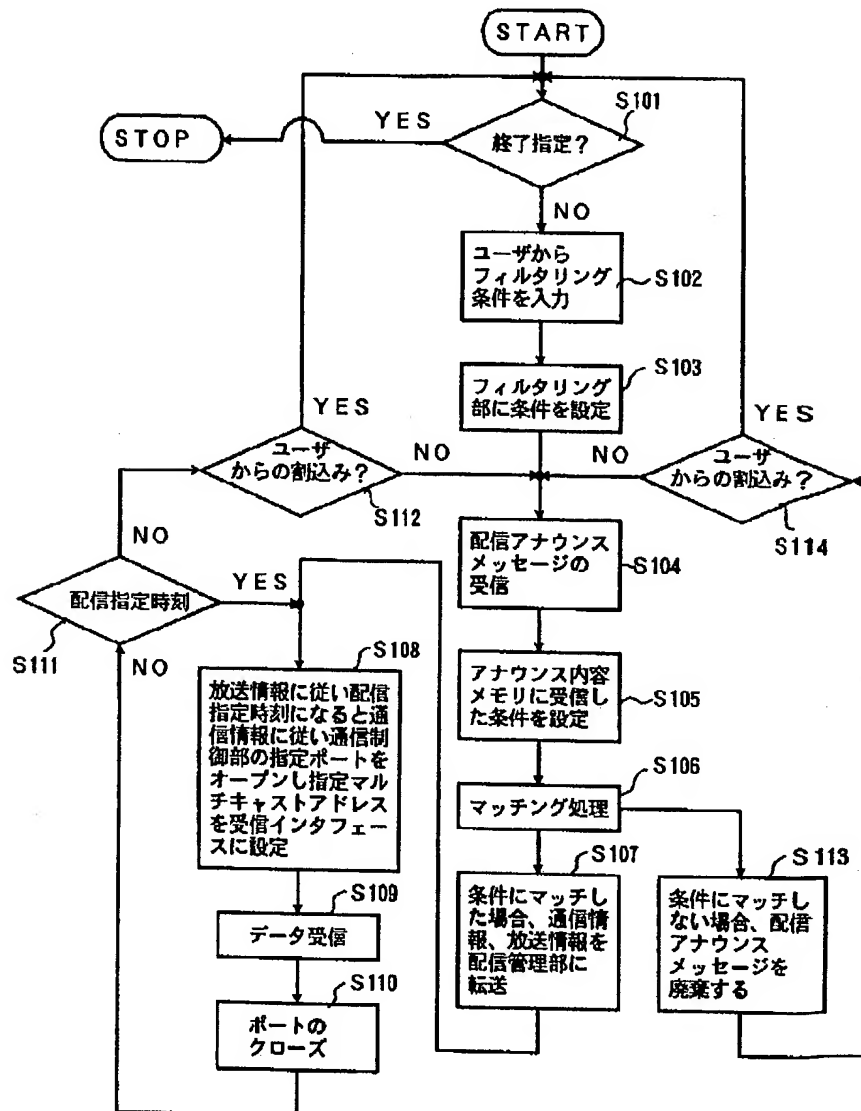 START
S101
YES
STOP
終了指定?
NO
ユーザから
フィルタリング
条件を入力
S102
S103
フィルタリング
部に条件を設定
YES
YES
ユーザ
からの割込み?
NO
NO
ユーザ
からの割込み?
S112
S114
NO
配信アナウンス
メッセージの
受信
S104
配信指定時刻
YES
S111
NO
S108
放送情報に従い配信
指定時刻になると通
信情報に従い通信制
御部の指定ポートを
オープンし指定マル
チキャストアドレス
を受信インタフェー
スに設定
アナウンス内容
メモリに受信し
た条件を設定
S105
S106
マッチング処理
S107
条件にマッチし
た場合、通信情
報、放送情報を
配信管理部に
転送
S113
条件にマッチし
ない場合、配信
アナウンス
メッセージを
廃棄する
S109
データ受信
S110
ポートの
クローズ